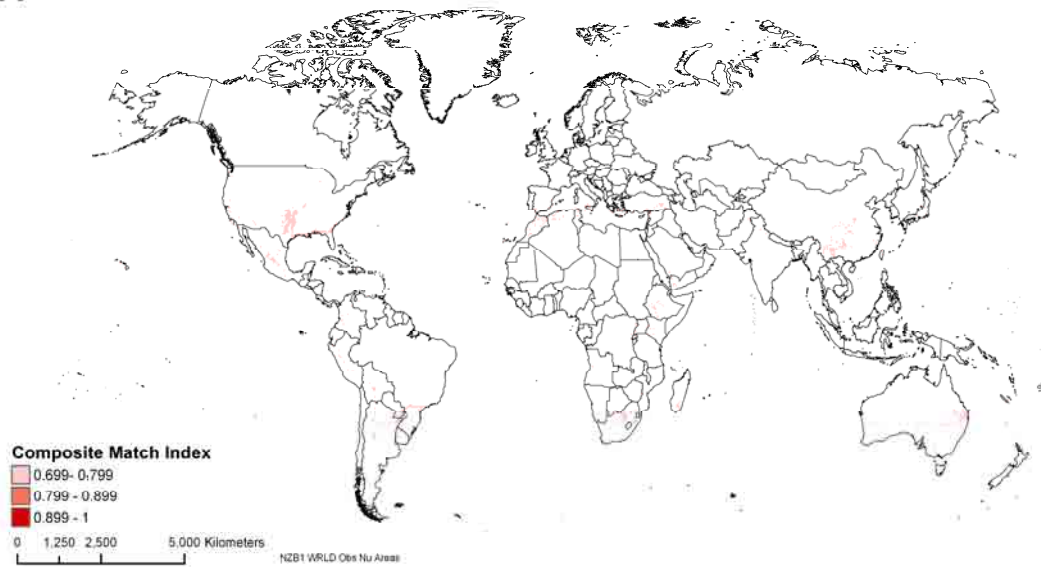 Composite Match Index
0.699- 0.799
0.799 - 0.899
0.899 - 1
0 1,250 2,500 5,000 Kilometers
NZB1 WRLD Obs Nu Areas